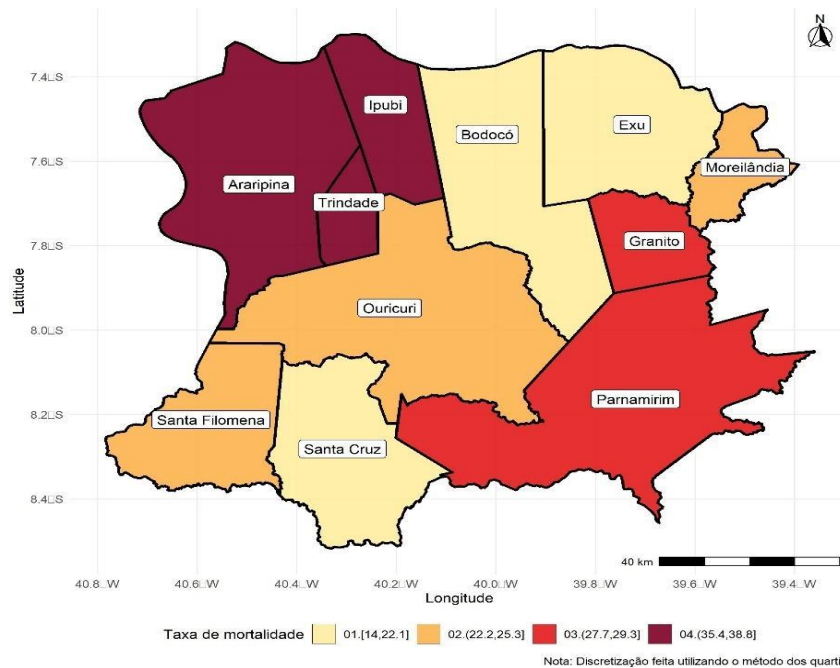 N
7.4□S
Ipubi
Bodocó
Exu
7.6□S
Moreilândia
Araripina
Trindade
7.8□S
Granito
Latitude
Ouricuri
8.0□S
Parnamirim
8.2□S
Santa Filomena
Santa Cruz
8.4□S
40 km
40.8□W 40.6□W 40.4□W 40.2□W 40.0□W 39.8□W 39.6□W 39.4□W
Longitude
Taxa de mortalidade 01.[14,22.1] 02.(22.2,25.3] 03.(27.7,29.3] 04.(35.4,38.8]
Nota: Discretização feita utilizando o método dos quarti